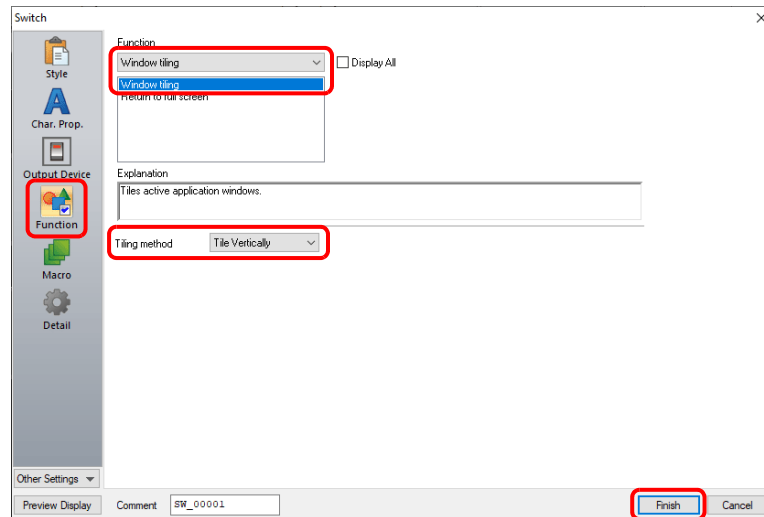 Switch
Style
Char. Prop.
Output Device
Function
Macro
Detail
Other Settings
Function
Window tiling
Display All
Window tiling
Return to full screen
Explanation
Tiles active application windows.
Tiling method Tile Vertically
Preview Display Comment SW_00001 Finish Cancel